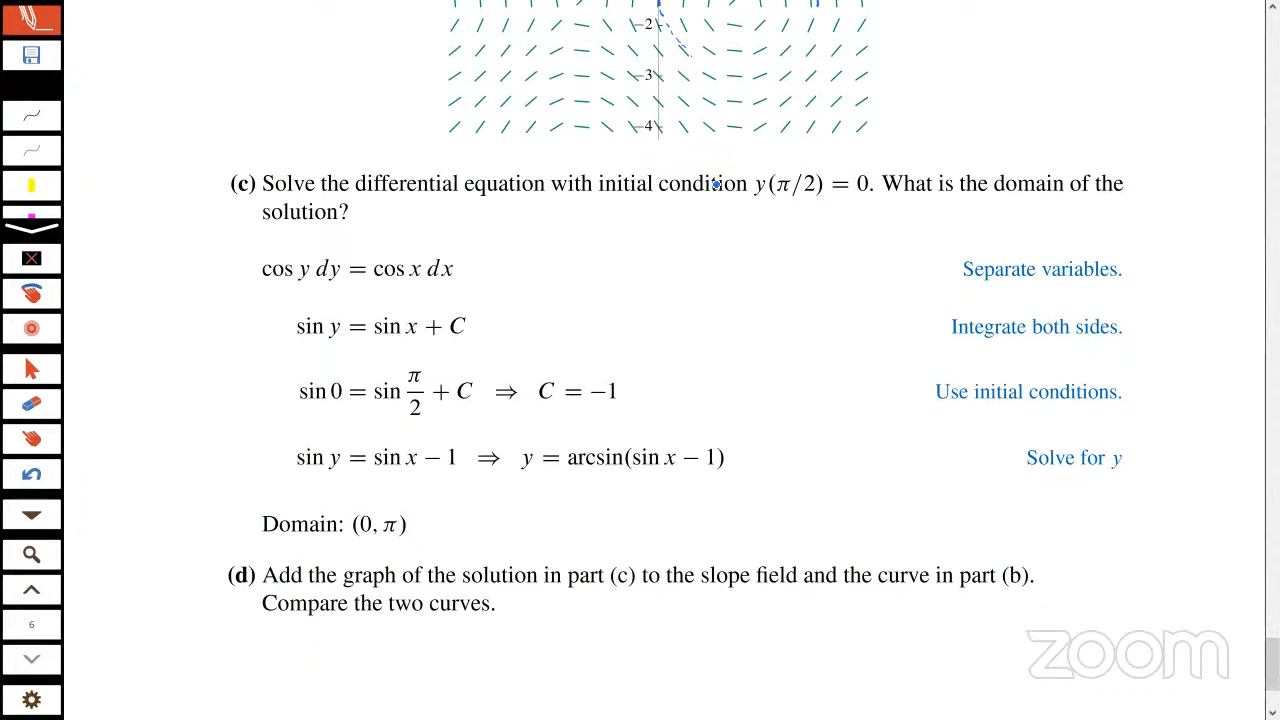 −2
−3
−4
(c) Solve the differential equation with initial condition y(π/2) = 0. What is the domain of the
solution?
cos y dy = cos x dx Separate variables.
sin y = sin x + C Integrate both sides.
sin 0 = sin π/2 + C ⇒ C = −1 Use initial conditions.
sin y = sin x − 1 ⇒ y = arcsin(sin x − 1) Solve for y
Domain: (0, π)
(d) Add the graph of the solution in part (c) to the slope field and the curve in part (b).
Compare the two curves.
6
zoom